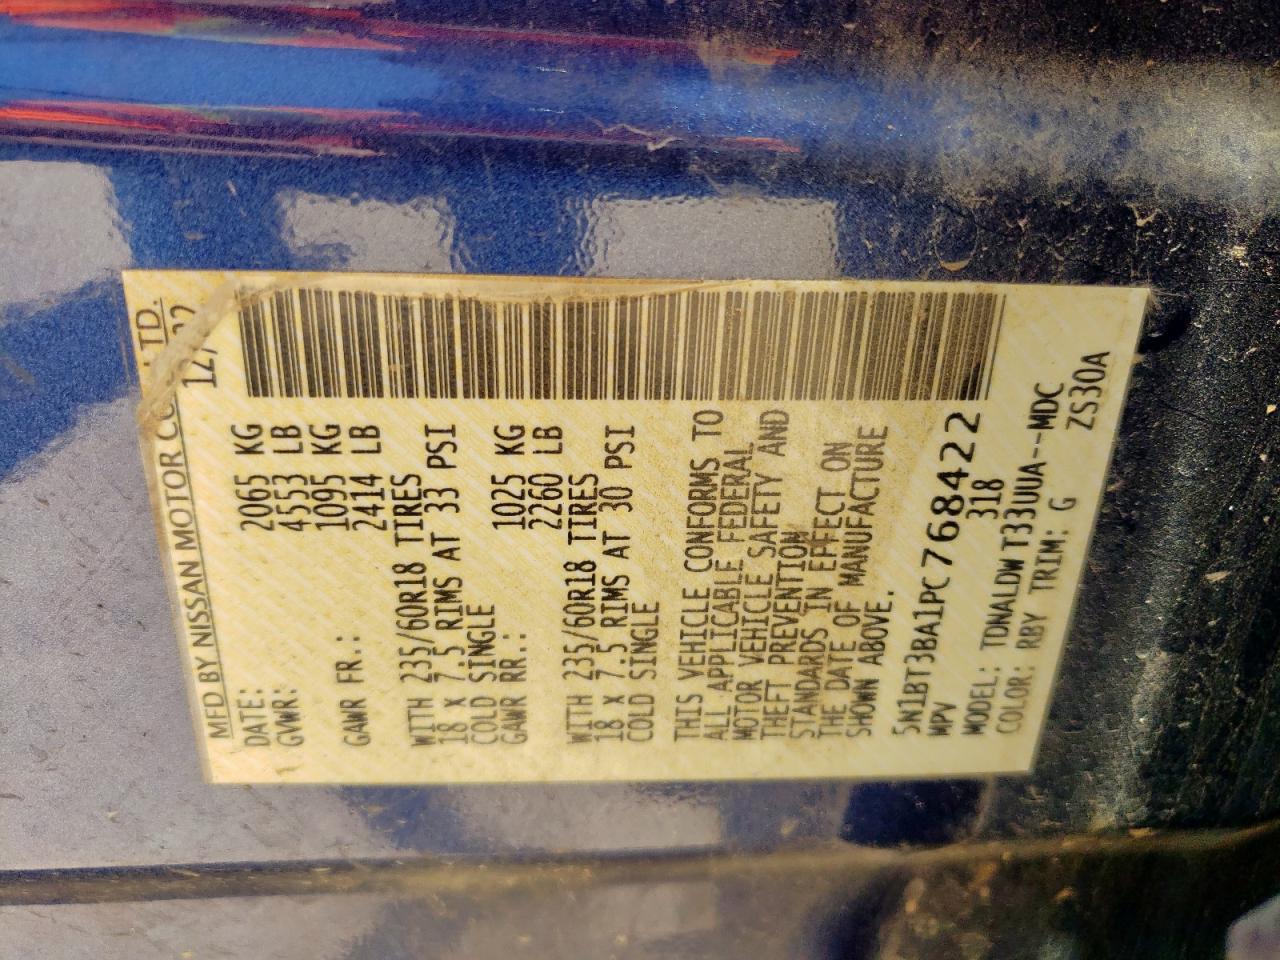 MFD BY NISSAN MOTOR CO., LTD.
DATE: 12/22
GVWR: 2065 KG
4553 LB
GAWR FR.: 1095 KG
2414 LB
WITH 235/60R18 TIRES
18 X 7.5 RIMS AT 33 PSI
COLD SINGLE
GAWR RR.: 1025 KG
2260 LB
WITH 235/60R18 TIRES
18 X 7.5 RIMS AT 30 PSI
COLD SINGLE
THIS VEHICLE CONFORMS TO
ALL APPLICABLE FEDERAL
MOTOR VEHICLE SAFETY AND
THEFT PREVENTION
STANDARDS IN EFFECT ON
THE DATE OF MANUFACTURE
SHOWN ABOVE.
5N1BT3BA1PC768422
MPV 318
MODEL: TDNALDWT33UUA--MDC
COLOR: RBY TRIM: G ZS30A